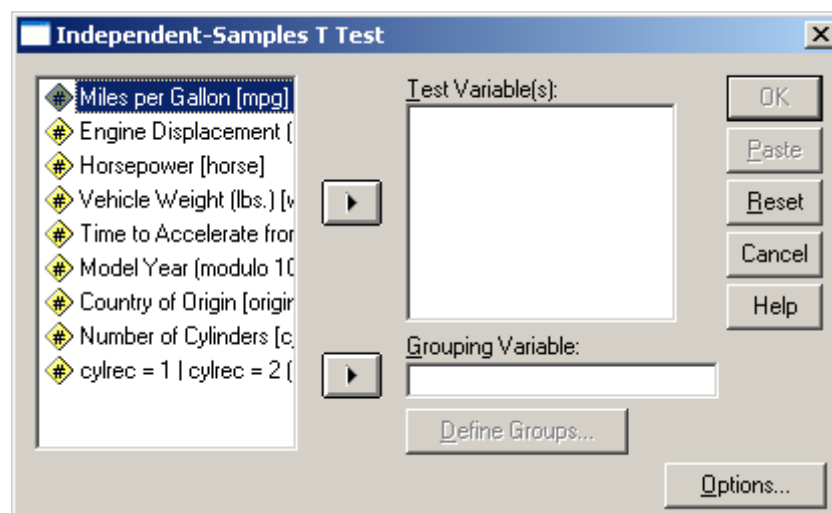 Independent-Samples T Test
Miles per Gallon [mpg]
Engine Displacement (
Horsepower [horse]
Vehicle Weight (lbs.) [w
Time to Accelerate from
Model Year (modulo 10
Country of Origin [origin
Number of Cylinders [c
cylrec = 1 | cylrec = 2 (
Test Variable(s):
Grouping Variable:
Define Groups...
OK
Paste
Reset
Cancel
Help
Options...